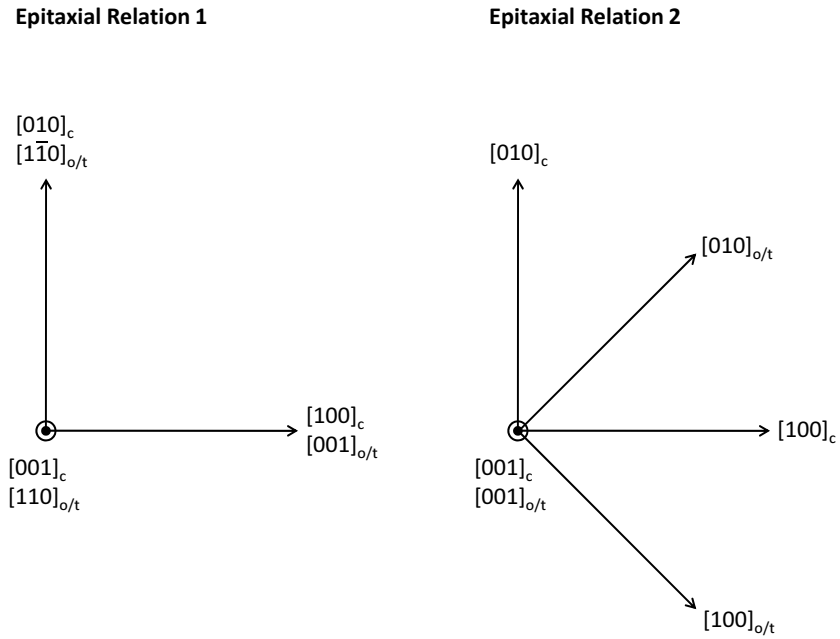 Epitaxial Relation 1
[010]c
[11̅0]o/t
[100]c
[001]o/t
[001]c
[110]o/t
Epitaxial Relation 2
[010]c
[010]o/t
[100]c
[001]c
[001]o/t
[100]o/t